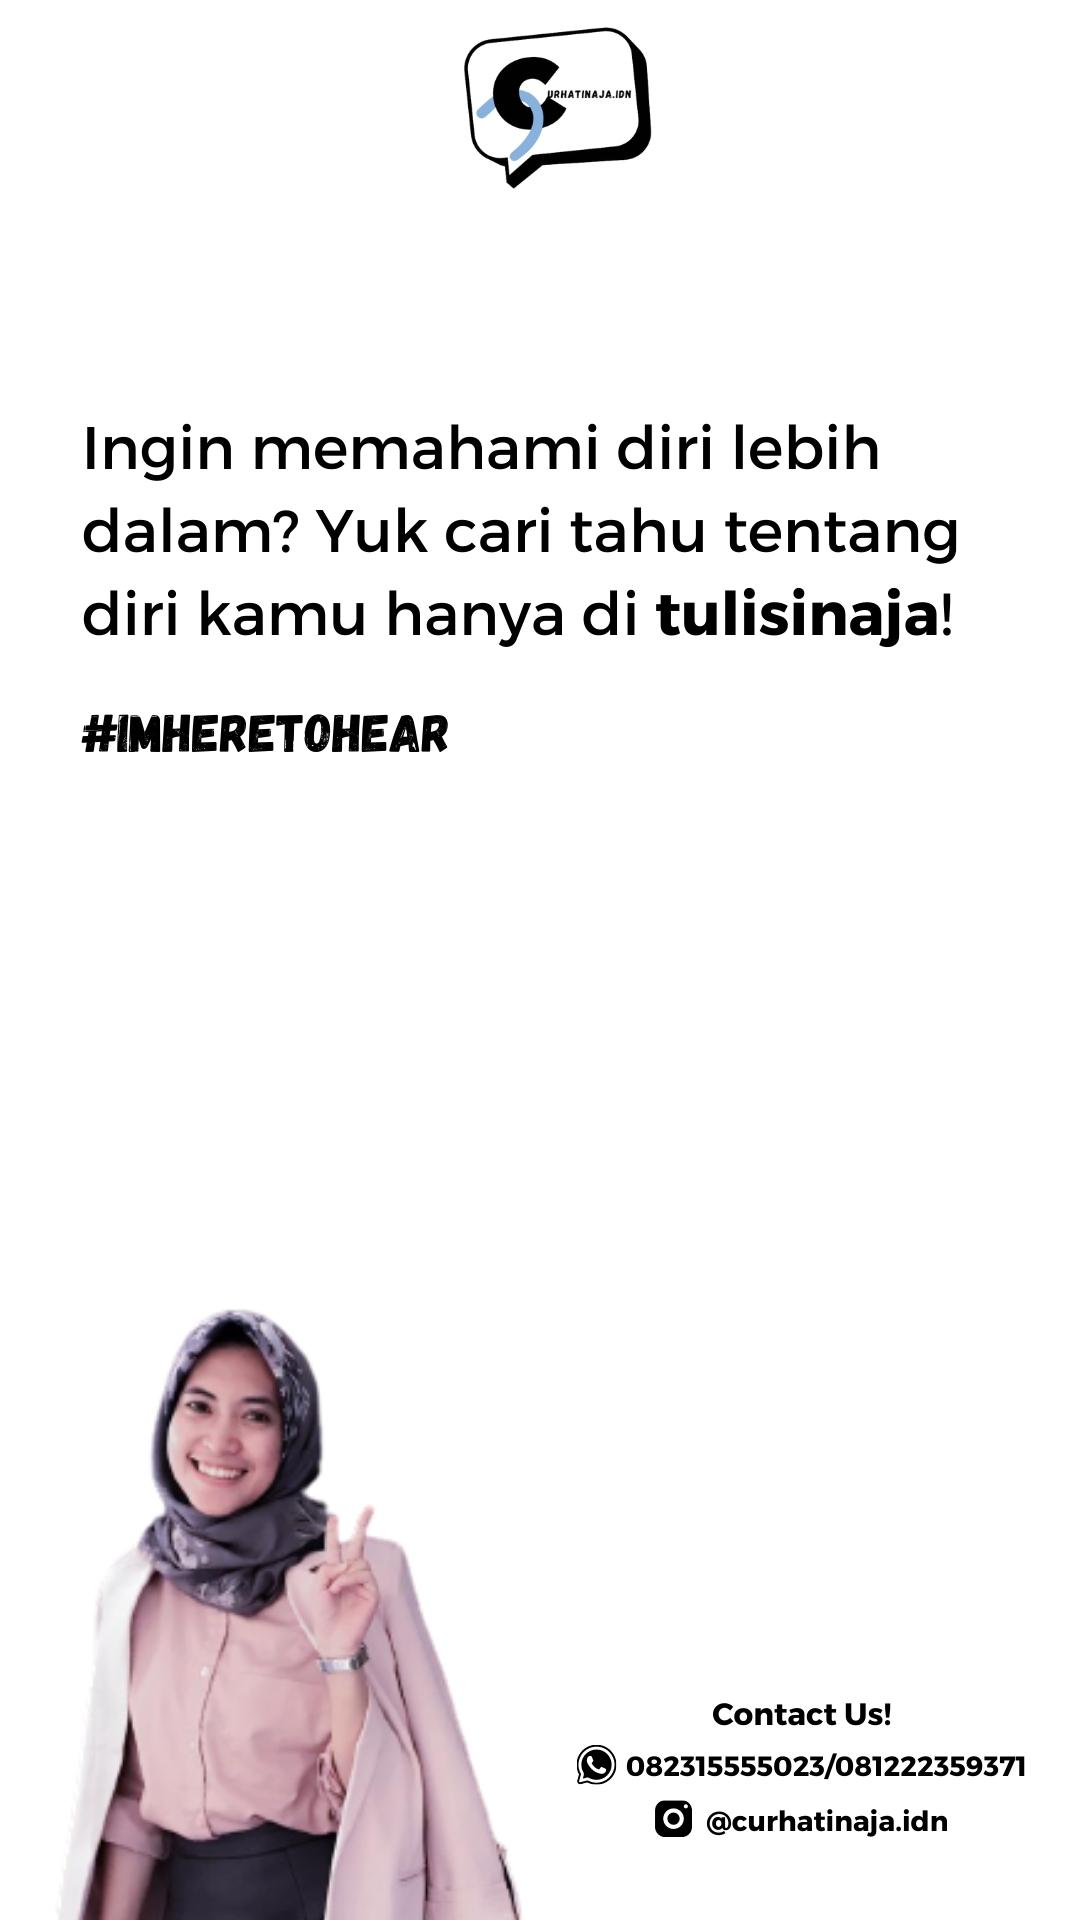 CURHATINAJA.IDN
Ingin memahami diri lebih
dalam? Yuk cari tahu tentang
diri kamu hanya di tulisinaja!
#IMHERETOHEAR
Contact Us!
082315555023/081222359371
@curhatinaja.idn